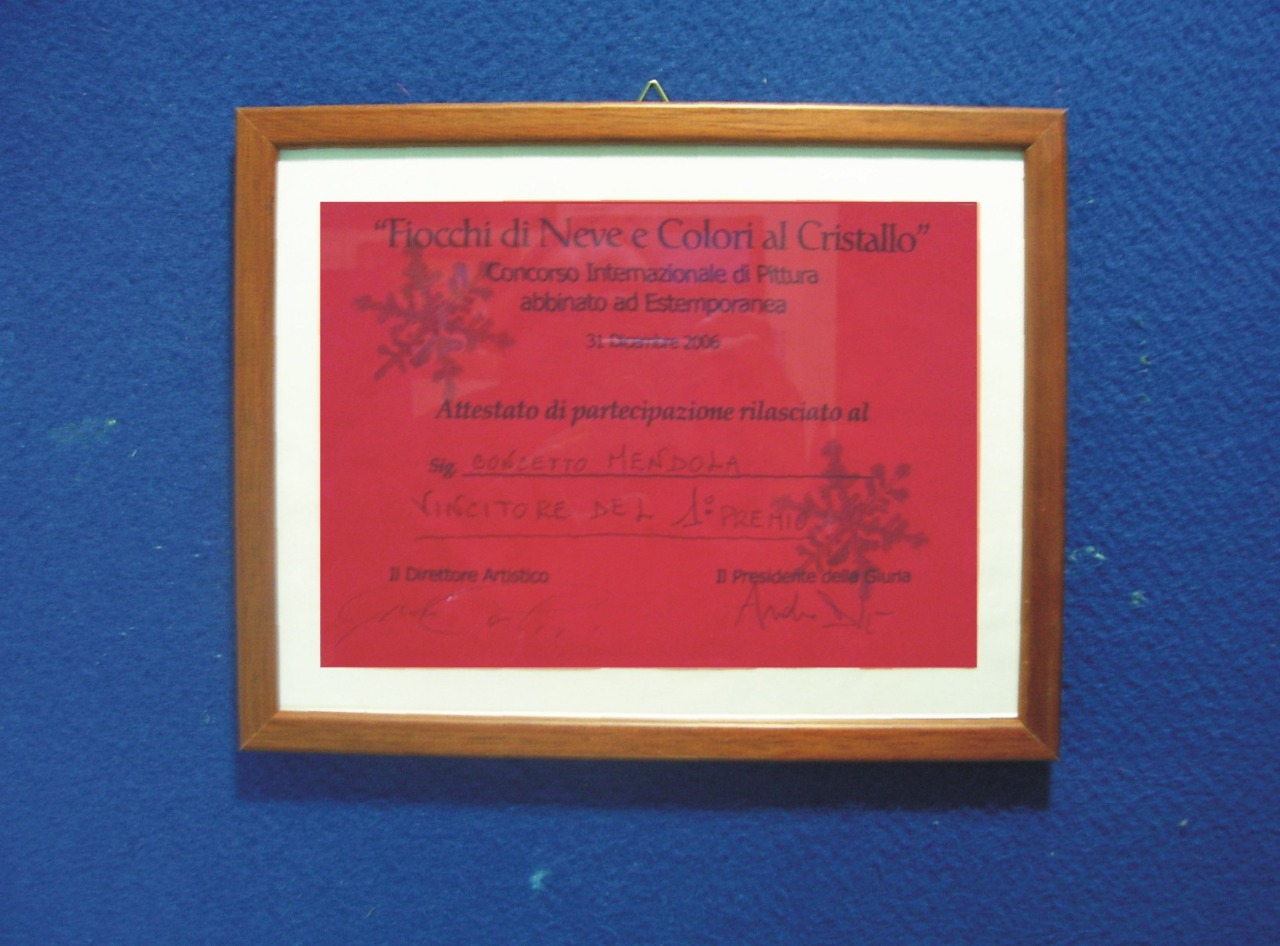 “Fiocchi di Neve e Colori al Cristallo”
Concorso Internazionale di Pittura
abbinato ad Estemporanea
31 Dicembre 2006
Attestato di partecipazione rilasciato al
Sig. CONCETTO MENDOLA
VINCITORE DEL 1° PREMIO
Il Direttore Artistico
Il Presidente della Giuria